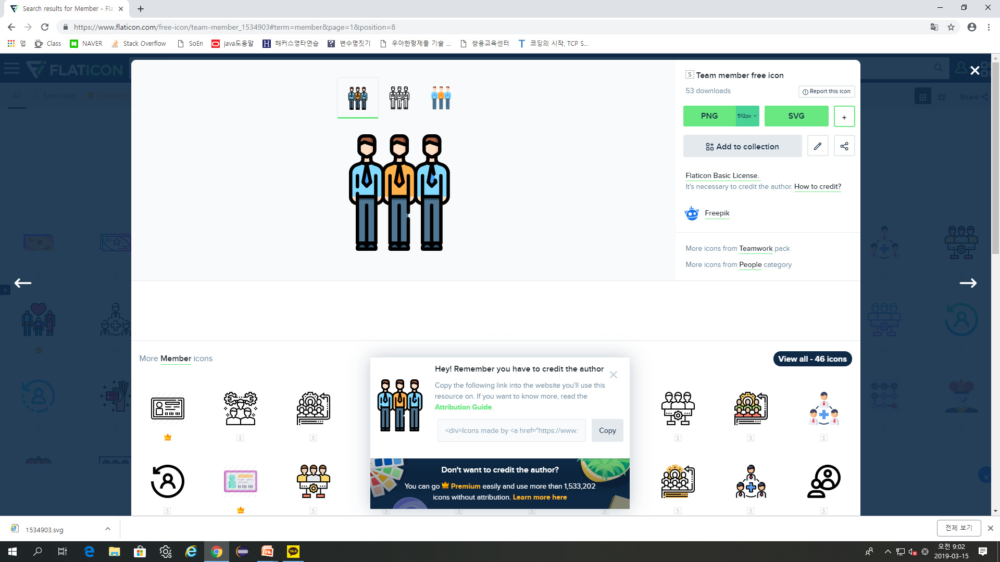 Search results for Member - Fla
https://www.flaticon.com/free-icon/team-member_1534903#term=member&page=1&position=8
앱
Class
NAVER
Stack Overflow
SoEn
java도움말
해커스영타연습
변수명짓기
우아한형제들 기술 ...
쌍용교육센터
코딩의 시작, TCP S...
FLATICON
All
S Selection
Premium
Share
S Team member free icon
53 downloads
Report this icon
PNG
512px
SVG
+
Add to collection
Flaticon Basic License.
It's necessary to credit the author. How to credit?
Freepik
More icons from Teamwork pack
More icons from People category
More Member icons
View all - 46 icons
Hey! Remember you have to credit the author
Copy the following link into the website you'll use this
resource on. If you want to know more, read the
Attribution Guide.
<div>Icons made by <a href="https://www.
Copy
Don't want to credit the author?
You can go Premium easily and use more than 1,533,202
icons without attribution. Learn more here
1534903.svg
전체 보기
TALK
오전 9:02
2019-03-15